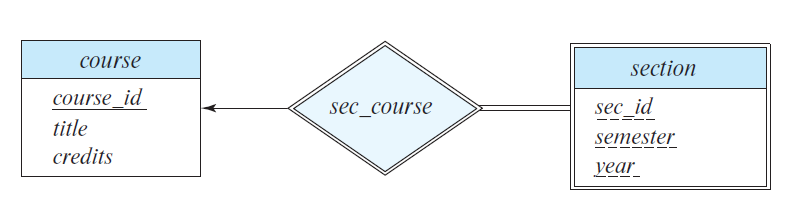 course
course_id
title
credits
sec_course
section
sec_id
semester
year